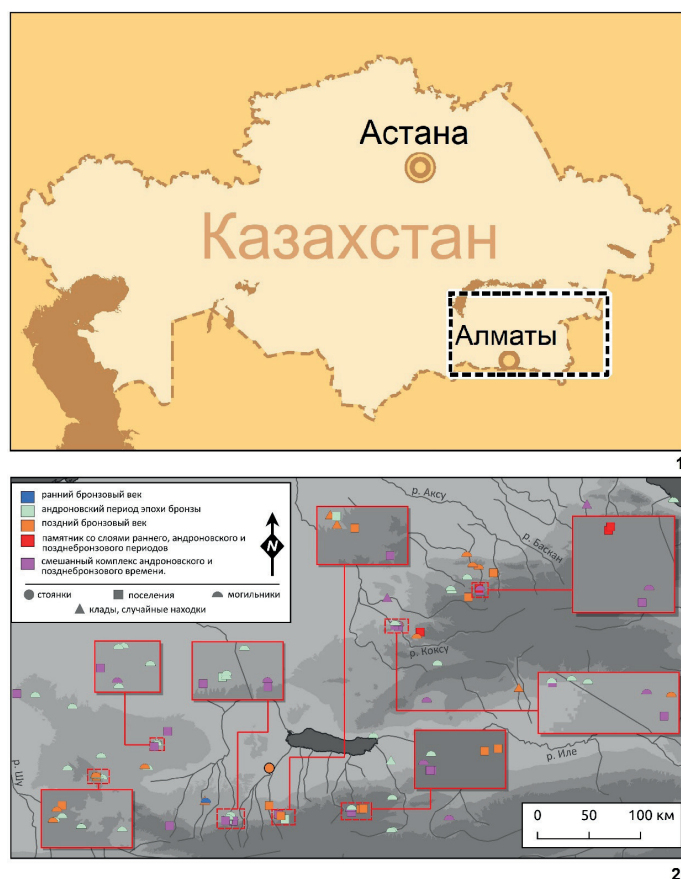 Астана
Казахстан
Алматы
1
ранний бронзовый век
андроновский период эпохи бронзы
поздний бронзовый век
памятник со слоями раннего, андроновского и
позднебронзового периодов
смешанный комплекс андроновского и
позднебронзового времени.
стоянки поселения могильники
клады, случайные находки
N
р. Аксу
р. Баскан
р. Коксу
р. Иле
р. Шу
0 50 100 км
2